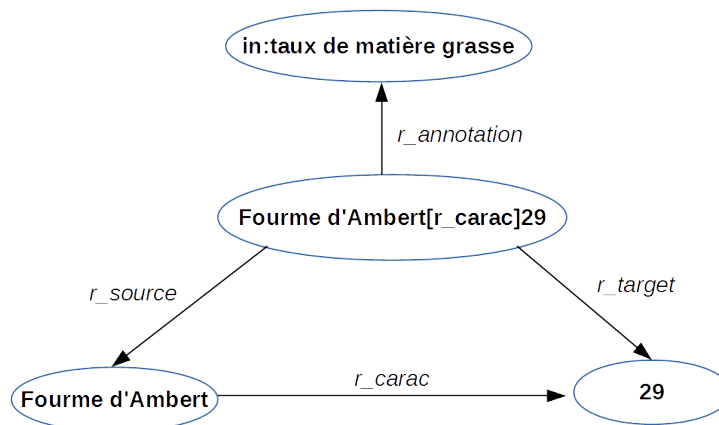 in:taux de matière grasse
r_annotation
Fourme d'Ambert[r_carac]29
r_source
r_target
r_carac
Fourme d'Ambert
29